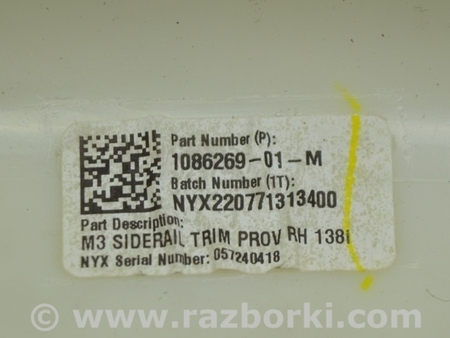 Part Number (P):
1086269-01-M
Batch Number (1T):
NYX220771313400
Part Description:
M3 SIDERAIL TRIM PROV RH 138I
NYX Serial Number: 057240418
© www.razborki.com